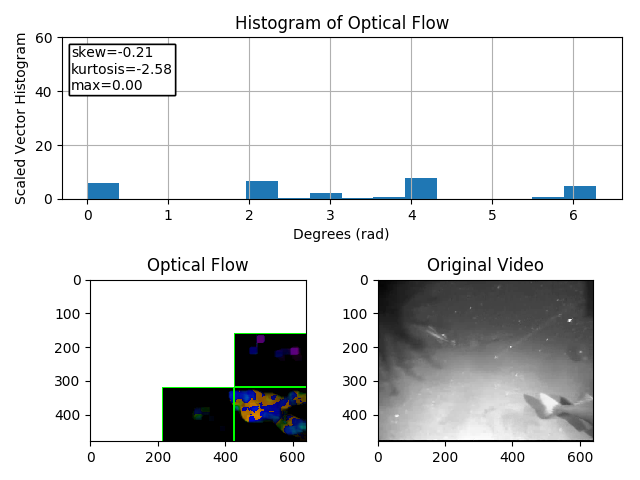 Histogram of Optical Flow
Scaled Vector Histogram
60
40
20
0
skew=-0.21
kurtosis=-2.58
max=0.00
0 1 2 3 4 5 6
Degrees (rad)
Optical Flow
0
100
200
300
400
0 200 400 600
Original Video
0
100
200
300
400
0 200 400 600